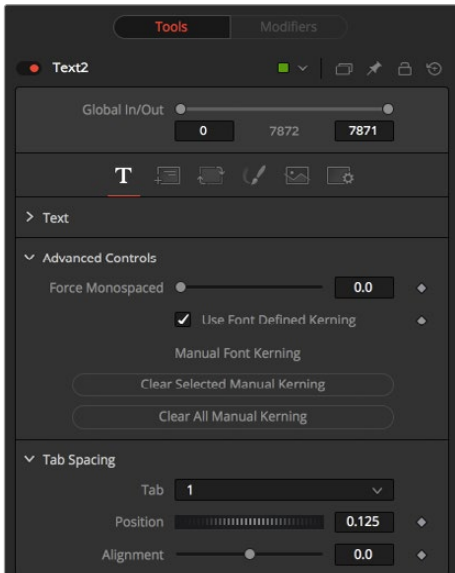 Tools Modifiers
Text2
Global In/Out
0 7872 7871
T
Text
Advanced Controls
Force Monospaced 0.0
Use Font Defined Kerning
Manual Font Kerning
Clear Selected Manual Kerning
Clear All Manual Kerning
Tab Spacing
Tab 1
Position 0.125
Alignment 0.0